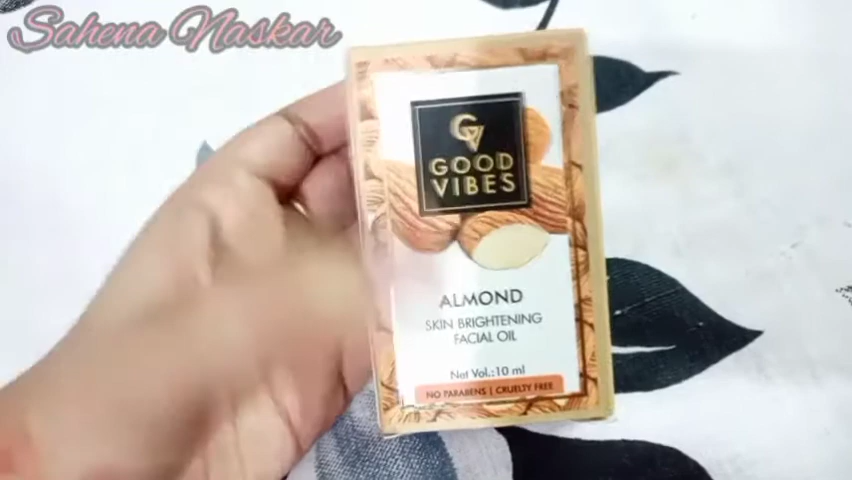 Sahena Naskar
GV
GOOD
VIBES
ALMOND
SKIN BRIGHTENING
FACIAL OIL
Net Vol.:10 ml
NO PARABENS | CRUELTY FREE